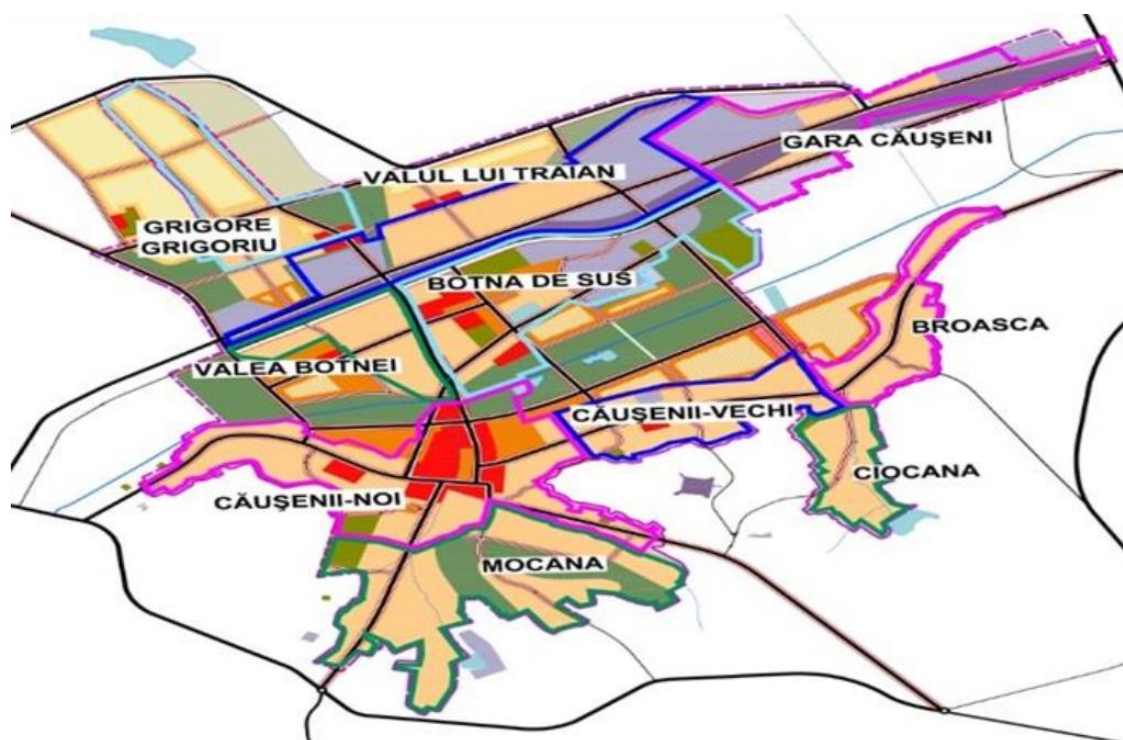 GARA CĂUŞENI
VALUL LUI TRAIAN
GRIGORE
GRIGORIU
BOTNA DE SUS
BROASCA
VALEA BOTNEI
CĂUŞENII-VECHI
CIOCANA
CĂUŞENII-NOI
MOCANA